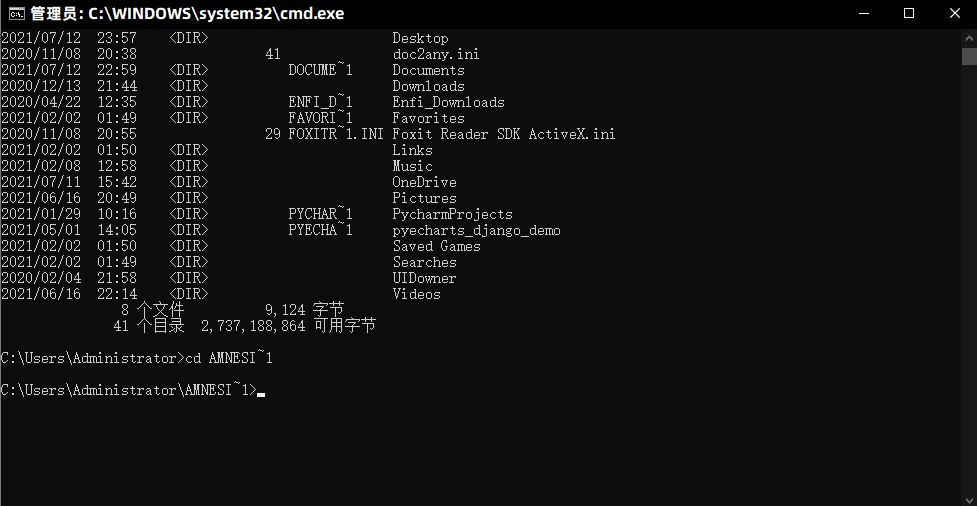 管理员: C:\WINDOWS\system32\cmd.exe
2021/07/12  23:57    <DIR>                       Desktop
2020/11/08  20:38                41              doc2any.ini
2021/07/12  22:59    <DIR>          DOCUME~1     Documents
2020/12/13  21:44    <DIR>                       Downloads
2020/04/22  12:35    <DIR>          ENFI_D~1     Enfi_Downloads
2021/02/02  01:49    <DIR>          FAVORI~1     Favorites
2020/11/08  20:55                29 FOXITR~1.INI Foxit Reader SDK ActiveX.ini
2021/02/02  01:50    <DIR>                       Links
2021/02/08  12:58    <DIR>                       Music
2021/07/11  15:42    <DIR>                       OneDrive
2021/06/16  20:49    <DIR>                       Pictures
2021/01/29  10:16    <DIR>          PYCHAR~1     PycharmProjects
2021/05/01  14:05    <DIR>          PYECHA~1     pyecharts_django_demo
2021/02/02  01:50    <DIR>                       Saved Games
2021/02/02  01:49    <DIR>                       Searches
2020/02/04  21:58    <DIR>                       UIDowner
2021/06/16  22:14    <DIR>                       Videos
8 个文件          9,124 字节
41 个目录  2,737,188,864 可用字节
C:\Users\Administrator>cd AMNESI~1
C:\Users\Administrator\AMNESI~1>